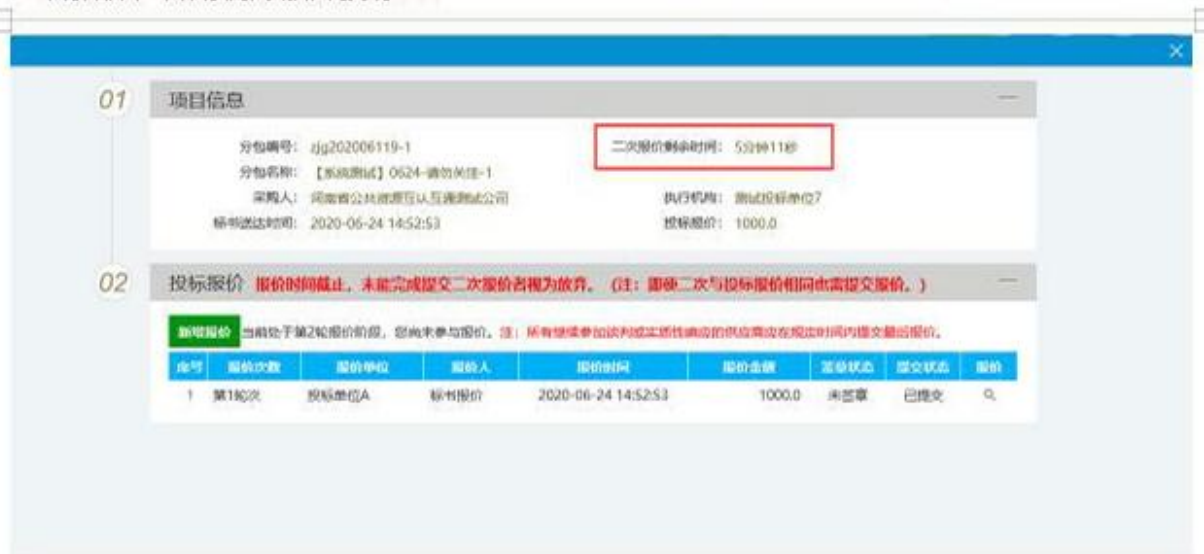 01
项目信息
分包编号: zjg202006119-1
二次报价剩余时间: 5分钟11秒
分包名称: 【系统测试】0624-请勿关注-1
采购人: 河南省公共资源互认互通测试公司
执行机构: 测试投标单位7
标书送达时间: 2020-06-24 14:52:53
投标报价: 1000.0
02
投标报价 报价时间截止，未能完成提交二次报价者视为放弃。（注：即使二次与投标报价相同也需提交报价。）
新增报价 当前处于第2轮报价阶段，您尚未参与报价。注：所有继续参加谈判或实质性响应的供应商应在规定时间内提交最后报价。
序号 报价次数 报价单位 报价人 报价时间 报价金额 签章状态 提交状态 报价
1 第1轮次 投标单位A 标书报价 2020-06-24 14:52:53 1000.0 未签章 已提交